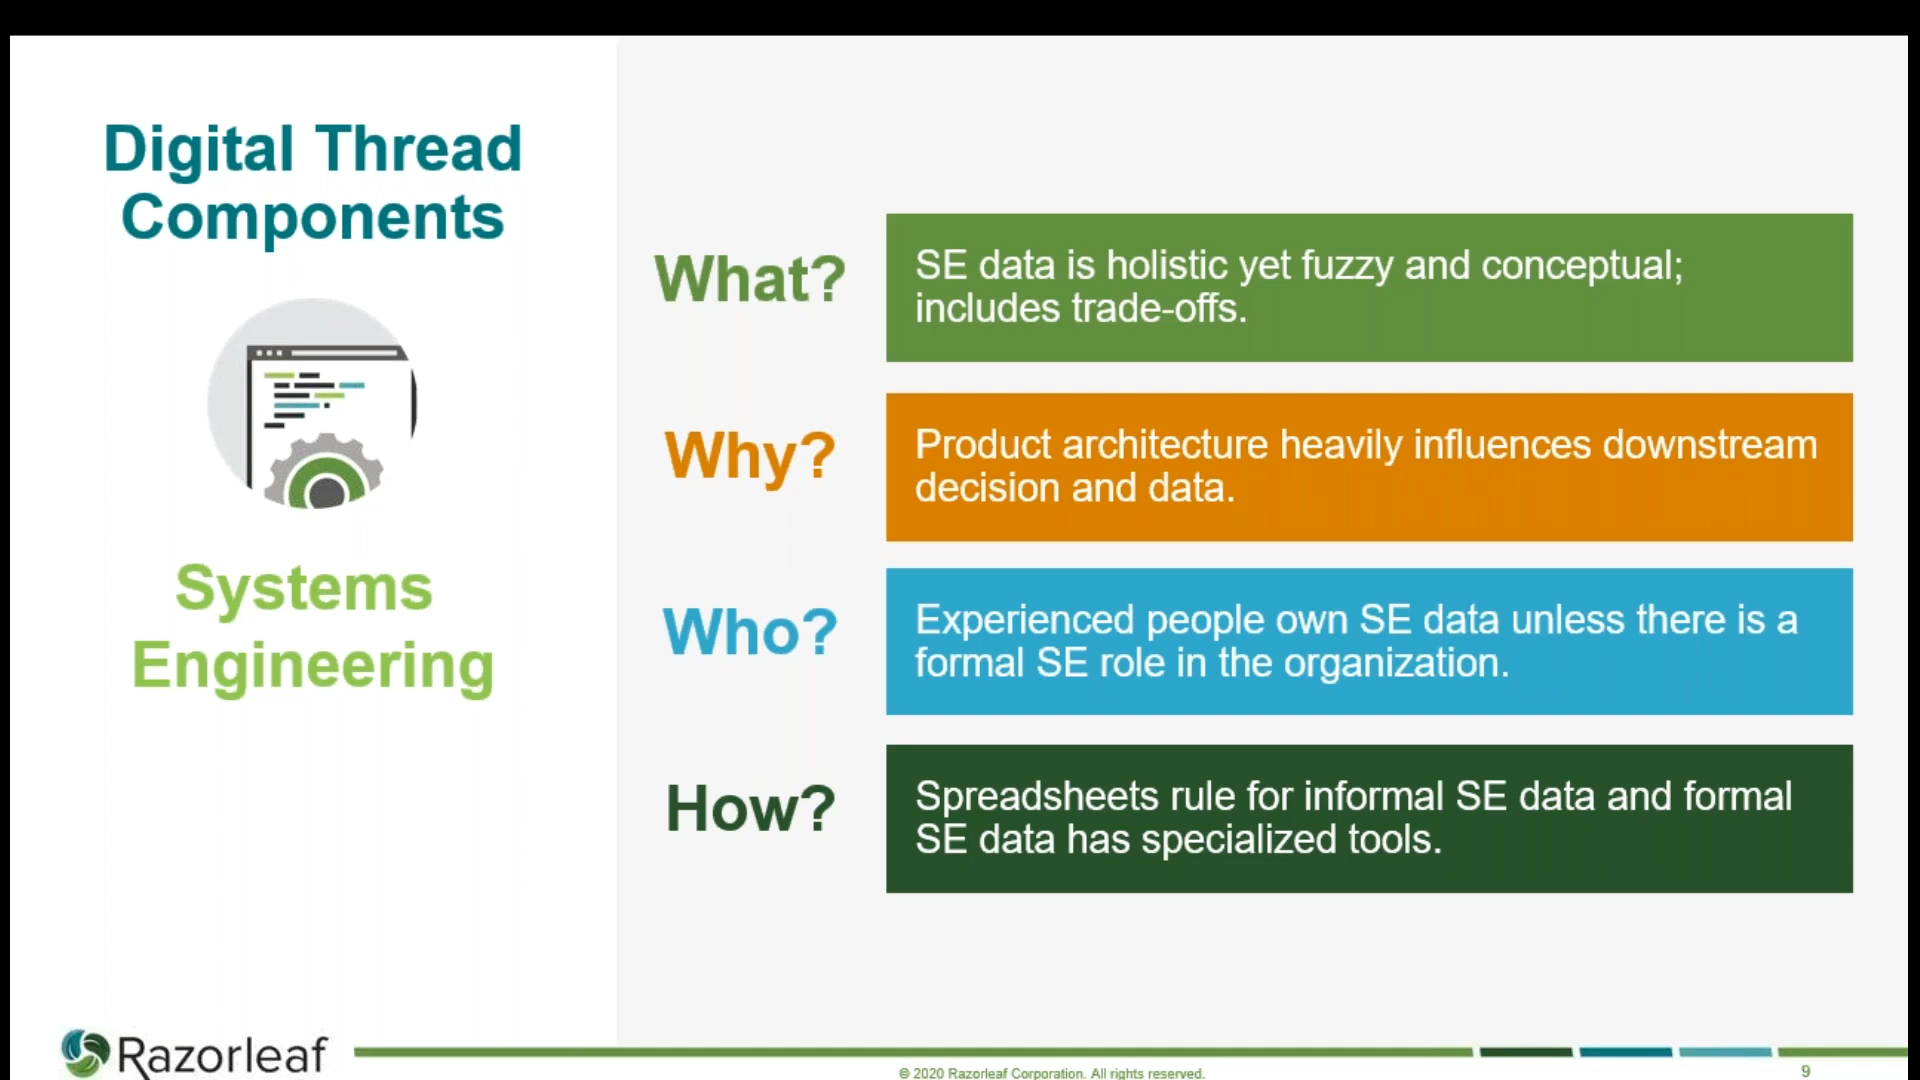 Digital Thread
Components
Systems
Engineering
What?
SE data is holistic yet fuzzy and conceptual;
includes trade-offs.
Why?
Product architecture heavily influences downstream
decision and data.
Who?
Experienced people own SE data unless there is a
formal SE role in the organization.
How?
Spreadsheets rule for informal SE data and formal
SE data has specialized tools.
Razorleaf
© 2020 Razorleaf Corporation. All rights reserved.
9